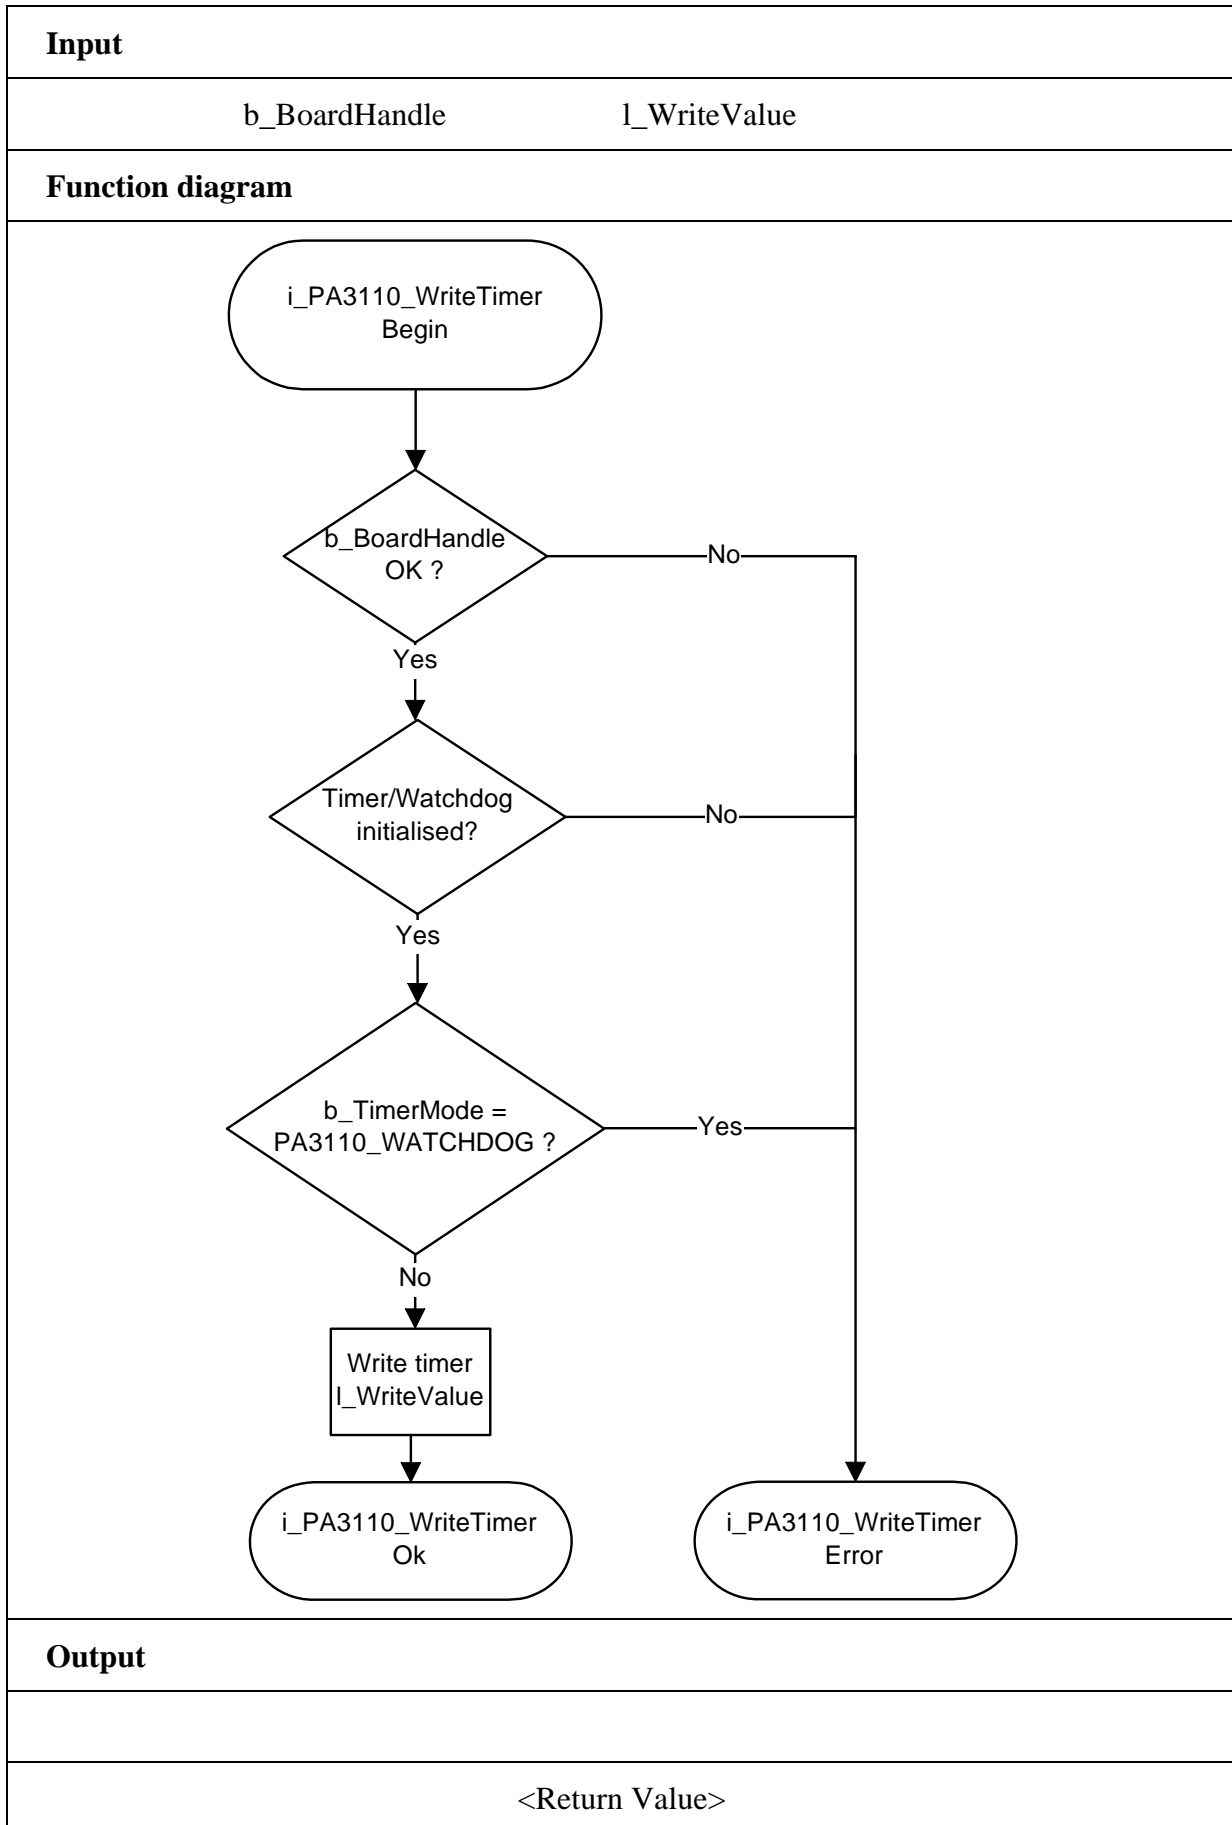 Input
b_BoardHandle l_WriteValue
Function diagram
i_PA3110_WriteTimer
Begin
b_BoardHandle
OK ?
No
Yes
Timer/Watchdog
initialised?
No
Yes
b_TimerMode =
PA3110_WATCHDOG ?
Yes
No
Write timer
l_WriteValue
i_PA3110_WriteTimer
Ok
i_PA3110_WriteTimer
Error
Output
<Return Value>